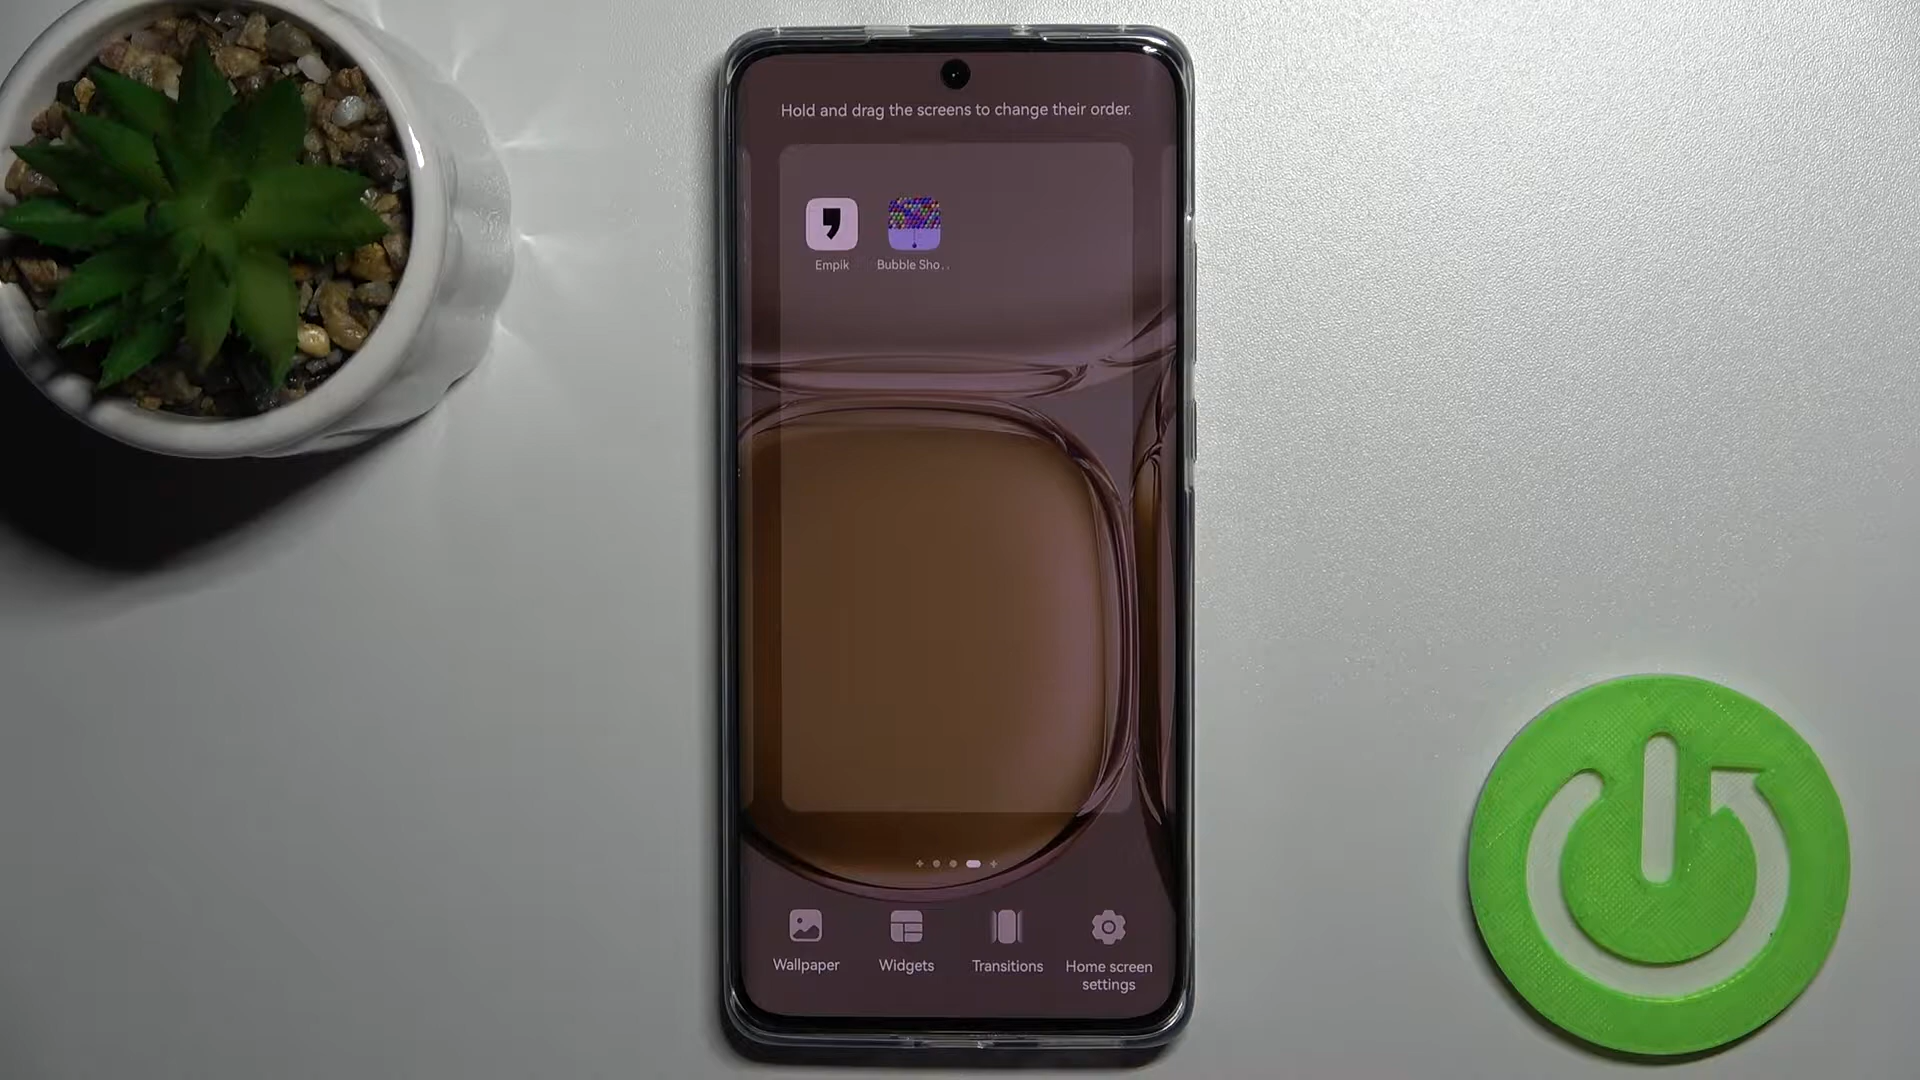 Hold and drag the screens to change their order.
Empik
Bubble Sho..
Wallpaper
Widgets
Transitions
Home screen
settings